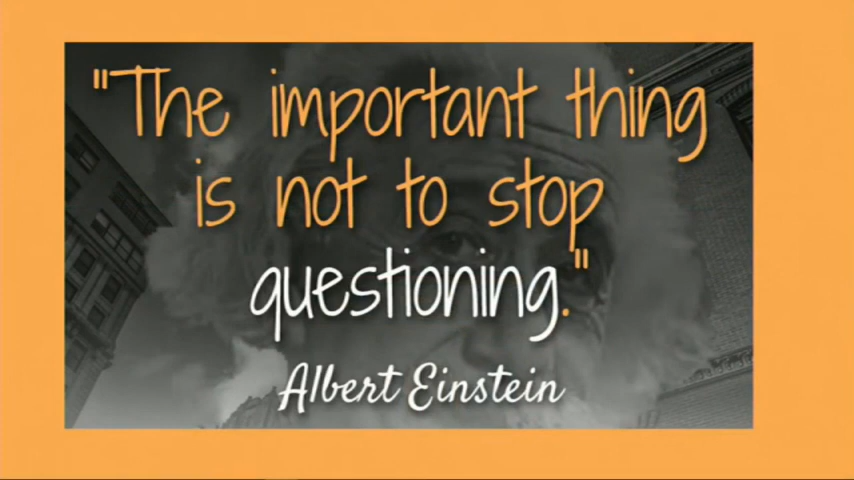 "The important thing
is not to stop
questioning."
Albert Einstein